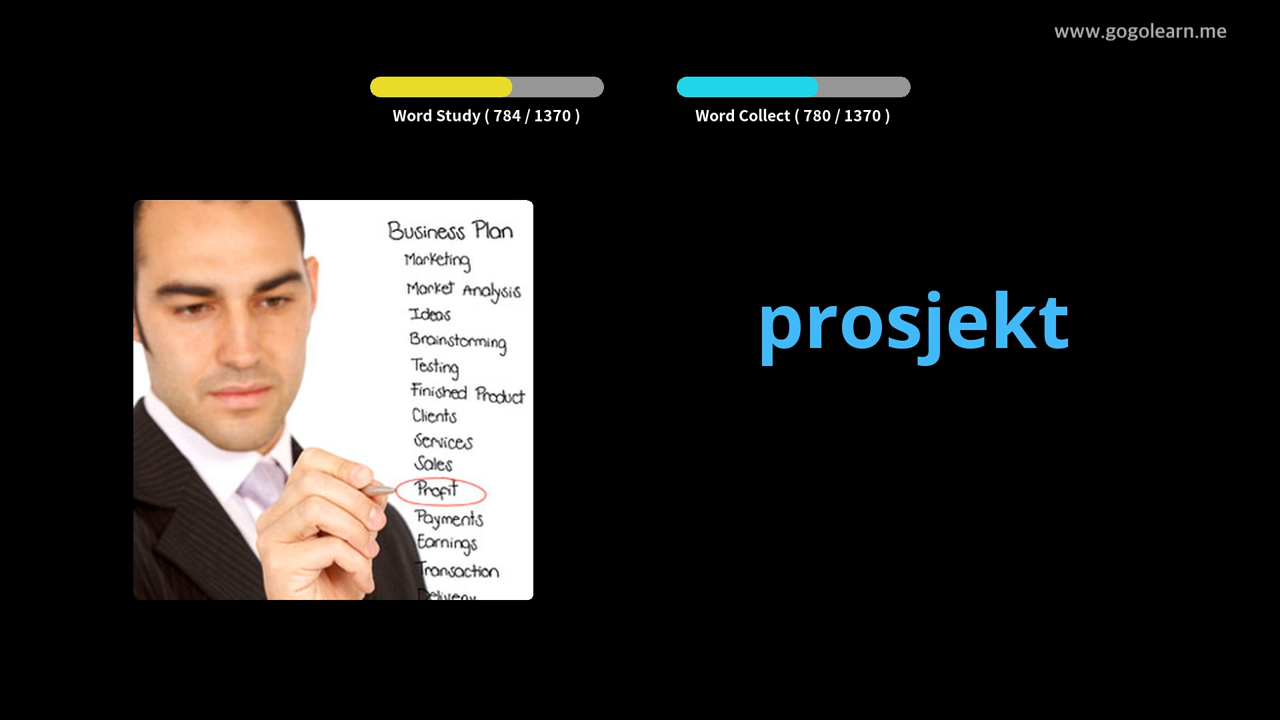 www.gogolearn.me
Word Study ( 784 / 1370 )
Word Collect ( 780 / 1370 )
Business Plan
Marketing
Market Analysis
Ideas
Brainstorming
Testing
Finished Product
Clients
Services
Sales
Profit
Payments
Earnings
Transaction
Delivery
prosjekt